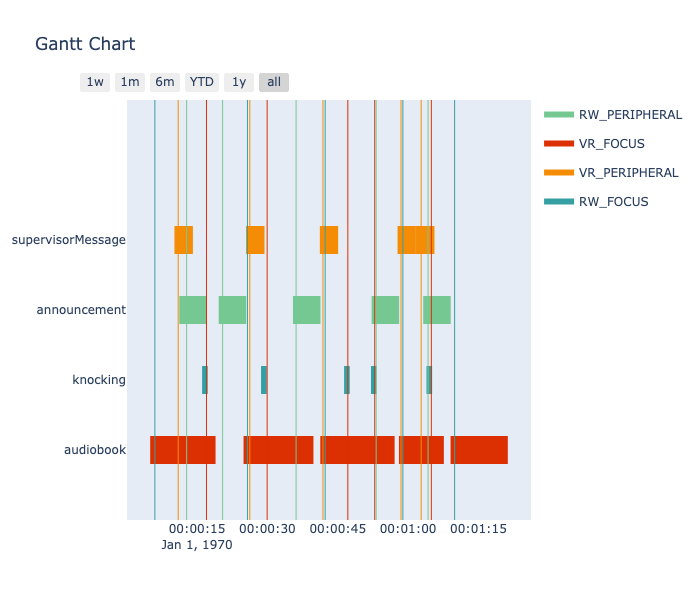 Gantt Chart
1w 1m 6m YTD 1y all
RW_PERIPHERAL
VR_FOCUS
VR_PERIPHERAL
RW_FOCUS
supervisorMessage
announcement
knocking
audiobook
00:00:15 00:00:30 00:00:45 00:01:00 00:01:15
Jan 1, 1970